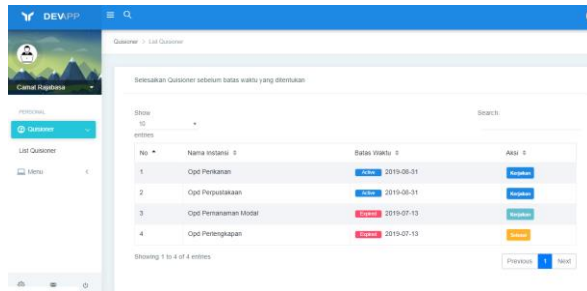 DEVAPP
Quisioner > List Quisioner
Camat Rajabasa
PERSONAL
Quisioner
List Quisioner
Menu
Selesaikan Quisioner sebelum batas waktu yang ditentukan
Show
10
entries
Search:
No Nama Instansi Batas Waktu Aksi
1 Opd Perikanan Active 2019-08-31 Kerjakan
2 Opd Perpustakaan Active 2019-08-31 Kerjakan
3 Opd Pernanaman Modal Expired 2019-07-13 Kerjakan
4 Opd Perlengkapan Expired 2019-07-13 Selesai
Showing 1 to 4 of 4 entries
Previous 1 Next